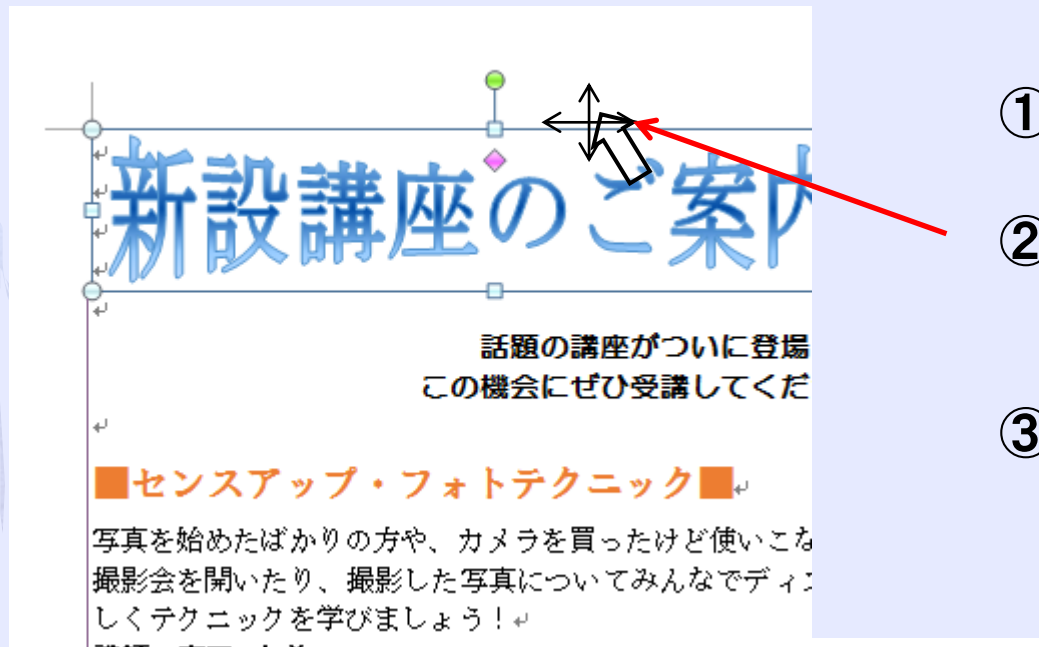 新設講座のご案内
話題の講座がついに登場
この機会にぜひ受講してくだ
■センスアップ・フォトテクニック■
写真を始めたばかりの方や、カメラを買ったけど使いこな
撮影会を開いたり、撮影した写真についてみんなでディス
しくテクニックを学びましょう！
①
②
③